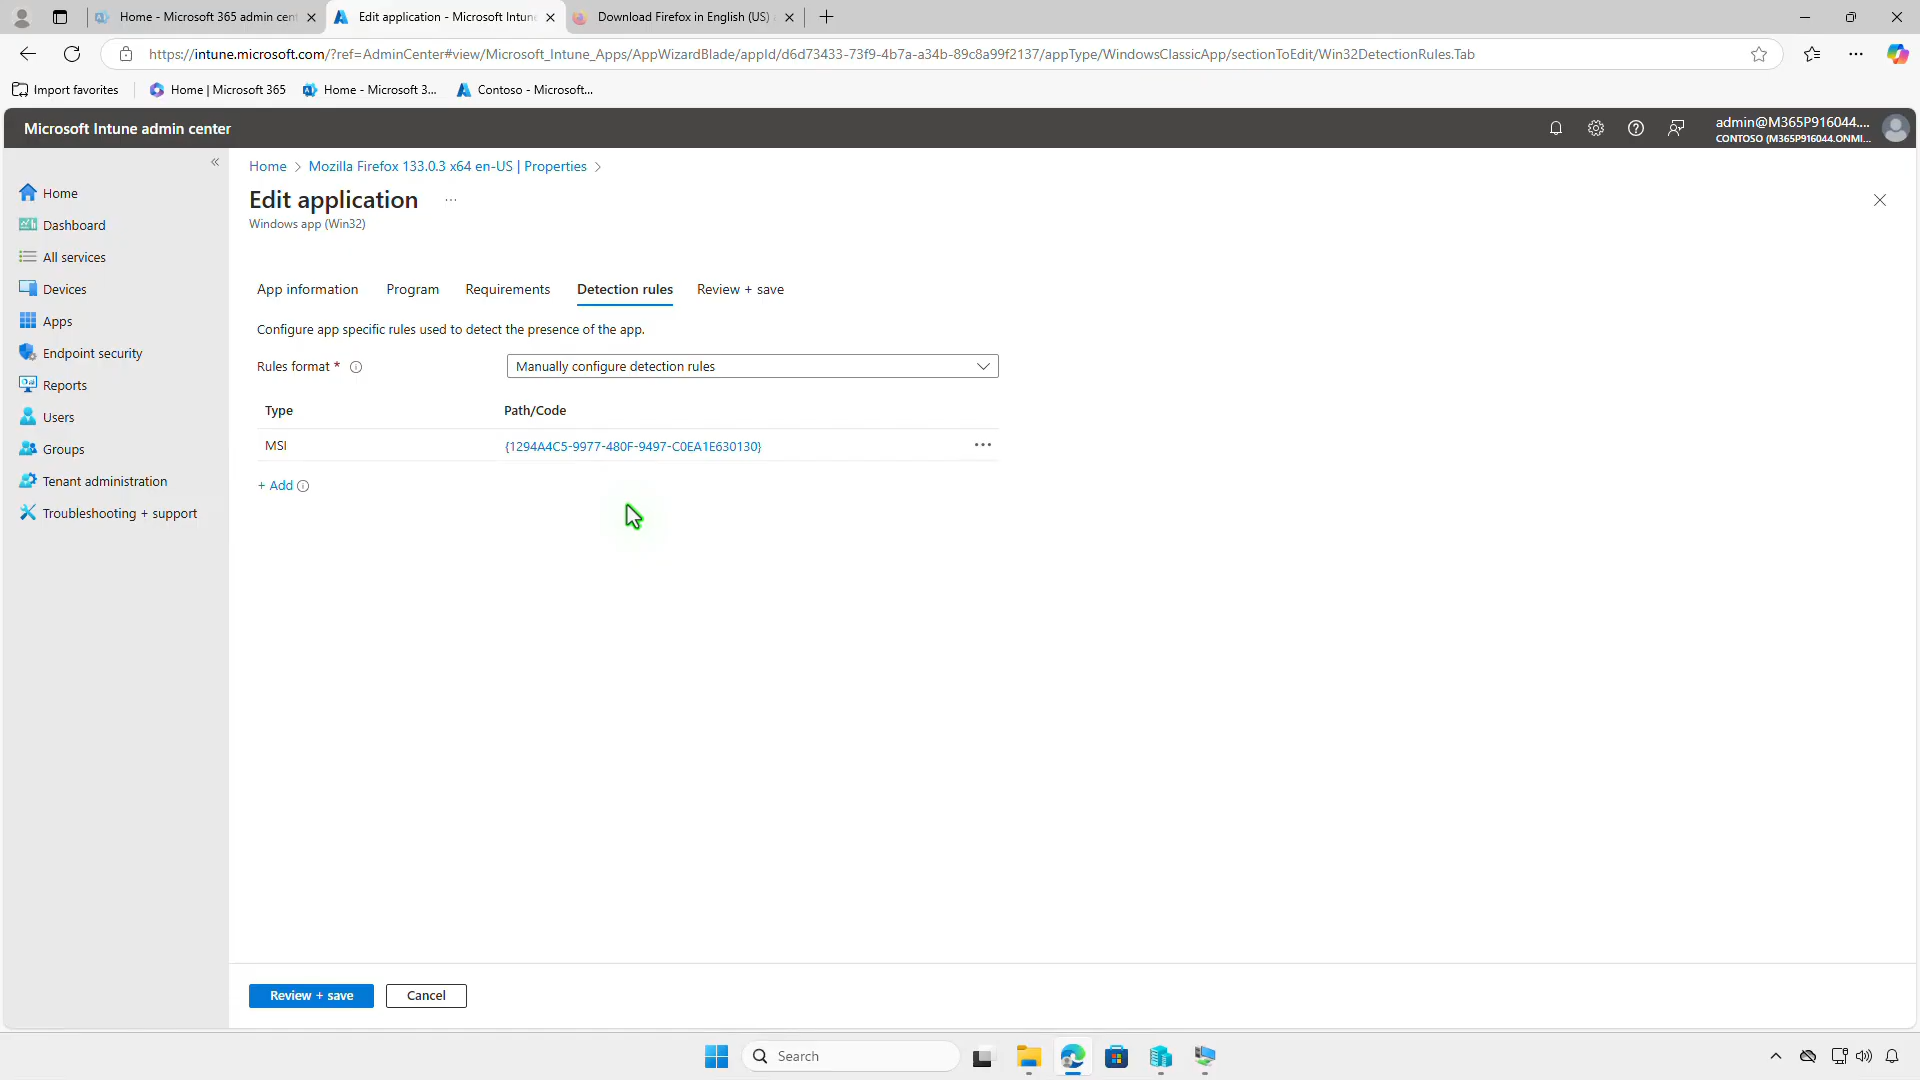 Home - Microsoft 365 admin cen
Edit application - Microsoft Intune
Download Firefox in English (US)
https://intune.microsoft.com/?ref=AdminCenter#view/Microsoft_Intune_Apps/AppWizardBlade/appId/d6d73433-73f9-4b7a-a34b-89c8a99f2137/appType/WindowsClassicApp/sectionToEdit/Win32DetectionRules.Tab
Import favorites
Home | Microsoft 365
Home - Microsoft 3...
Contoso - Microsoft...
Microsoft Intune admin center
admin@M365P916044....
CONTOSO (M365P916044.ONMI...
Home > Mozilla Firefox 133.0.3 x64 en-US | Properties >
Edit application ...
Windows app (Win32)
Home
Dashboard
All services
Devices
Apps
Endpoint security
Reports
Users
Groups
Tenant administration
Troubleshooting + support
App information
Program
Requirements
Detection rules
Review + save
Configure app specific rules used to detect the presence of the app.
Rules format *
Manually configure detection rules
Type
Path/Code
MSI
{1294A4C5-9977-480F-9497-C0EA1E630130}
+ Add
Review + save
Cancel
Search